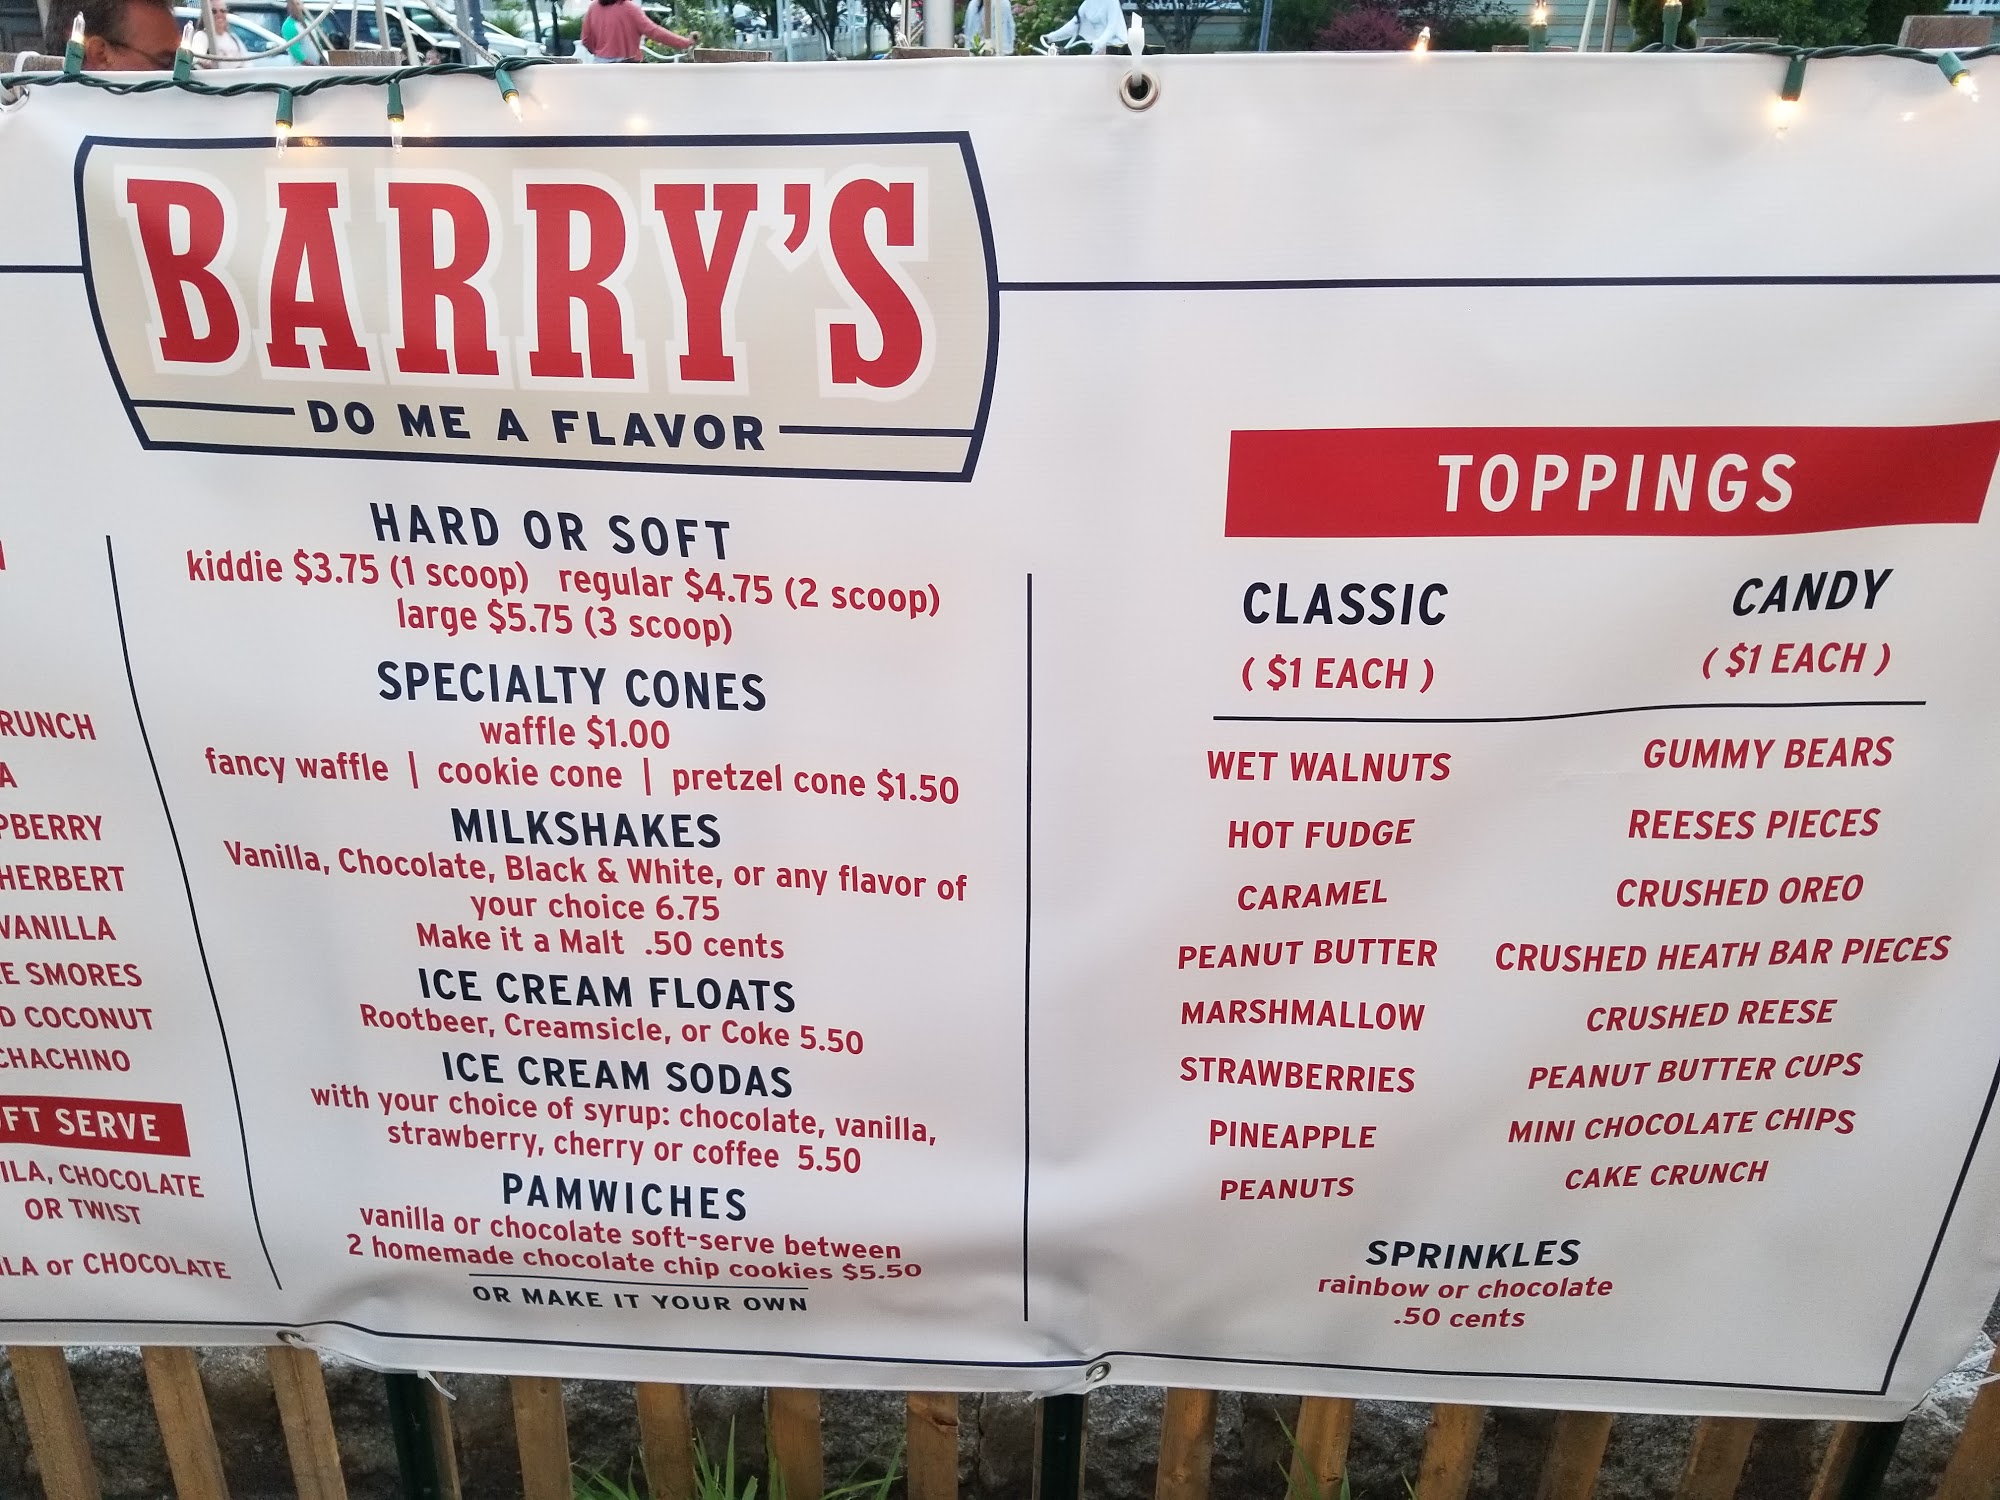 BARRY'S
DO ME A FLAVOR
HERBERT
VANILLA
SMORES
COCONUT
SERVE
CHOCOLATE
OR TWIST
or CHOCOLATE
HARD OR SOFT
kiddie $3.75 (1 scoop) regular $4.75 (2 scoop)
large $5.75 (3 scoop)
SPECIALTY CONES
waffle $1.00
fancy waffle | cookie cone | pretzel cone $1.50
MILKSHAKES
Vanilla, Chocolate, Black & White, or any flavor of
your choice 6.75
Make it a Malt .50 cents
ICE CREAM FLOATS
Rootbeer, Creamsicle, or Coke 5.50
ICE CREAM SODAS
with your choice of syrup: chocolate, vanilla,
strawberry, cherry or coffee 5.50
PAMWICHES
vanilla or chocolate soft-serve between
2 homemade chocolate chip cookies $5.50
OR MAKE IT YOUR OWN
TOPPINGS
CLASSIC
( $1 EACH )
WET WALNUTS
HOT FUDGE
CARAMEL
PEANUT BUTTER
MARSHMALLOW
STRAWBERRIES
PINEAPPLE
PEANUTS
CANDY
( $1 EACH )
GUMMY BEARS
REESES PIECES
CRUSHED OREO
CRUSHED HEATH BAR PIECES
CRUSHED REESE
PEANUT BUTTER CUPS
MINI CHOCOLATE CHIPS
CAKE CRUNCH
SPRINKLES
rainbow or chocolate
.50 cents